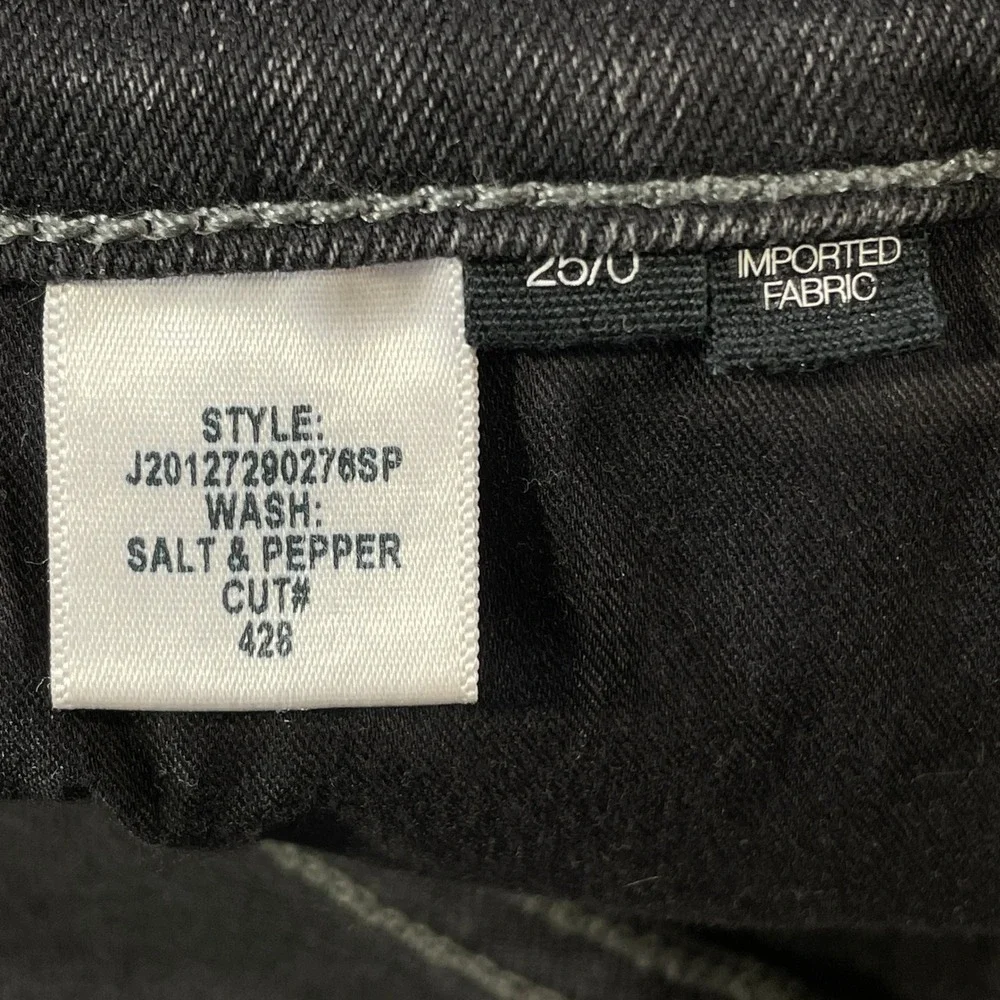 25/0
IMPORTED
FABRIC
STYLE:
J20127290276SP
WASH:
SALT & PEPPER
CUT#
428